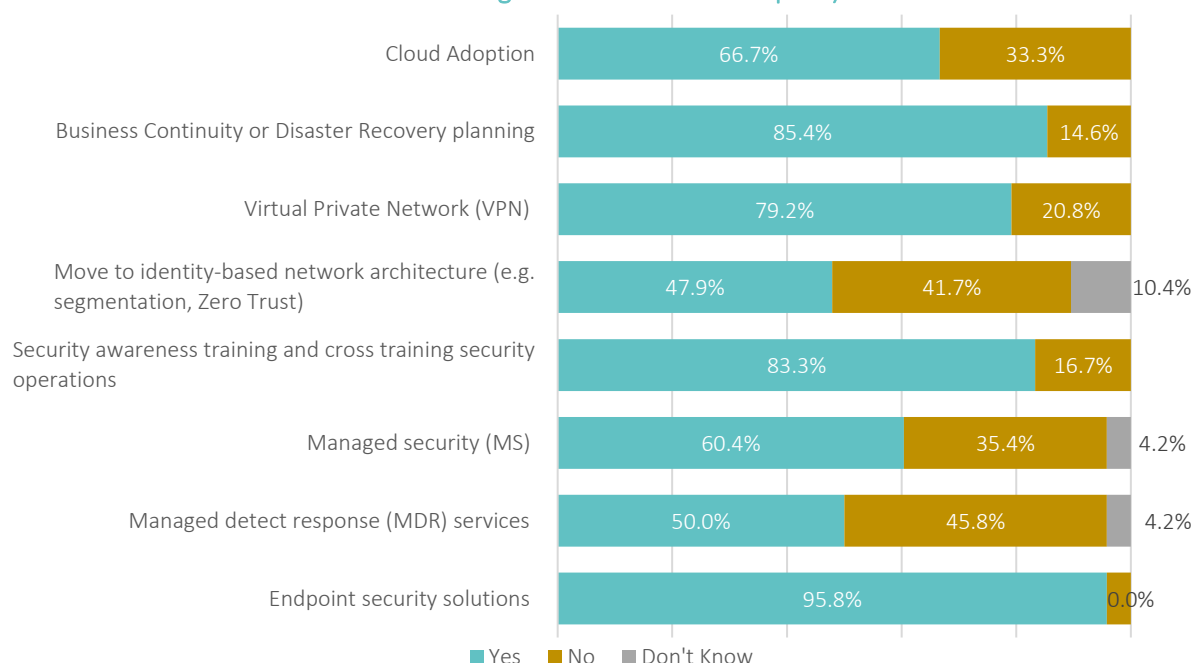 Cloud Adoption
66.7%
33.3%
Business Continuity or Disaster Recovery planning
85.4%
14.6%
Virtual Private Network (VPN)
79.2%
20.8%
Move to identity-based network architecture (e.g.
segmentation, Zero Trust)
47.9%
41.7%
10.4%
Security awareness training and cross training security
operations
83.3%
16.7%
Managed security (MS)
60.4%
35.4%
4.2%
Managed detect response (MDR) services
50.0%
45.8%
4.2%
Endpoint security solutions
95.8%
0.0%
Yes
No
Don't Know